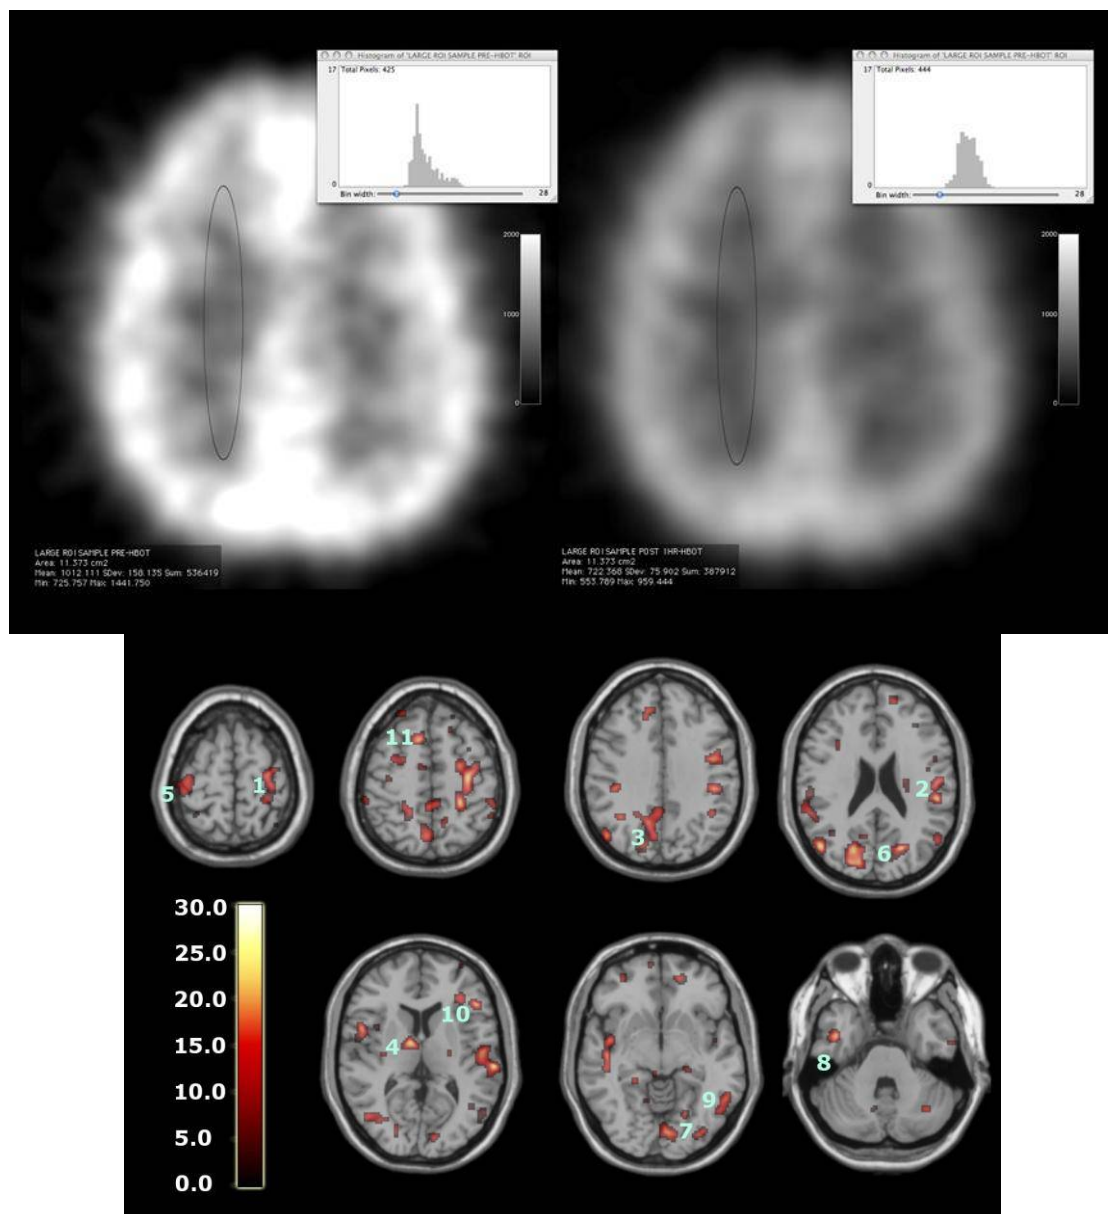 Histogram of 'LARGE ROI SAMPLE PRE-HBOT' ROI
17
Total Pixels: 425
0
Bin width:
28
Histogram of 'LARGE ROI SAMPLE PRE-HBOT' ROI
17
Total Pixels: 444
0
Bin width:
28
2000
1000
0
2000
1000
0
LARGE ROI SAMPLE PRE-HBOT
Area: 11.373 cm2
Mean: 1012.111 SDev: 158.135 Sum: 536419
Min: 725.757 Max: 1441.750
LARGE ROI SAMPLE POST 1HR-HBOT
Area: 11.373 cm2
Mean: 722.368 SDev: 75.902 Sum: 387912
Min: 553.789 Max: 959.444
5
1
11
3
2
6
30.0
25.0
20.0
15.0
10.0
5.0
0.0
4
10
9
7
8